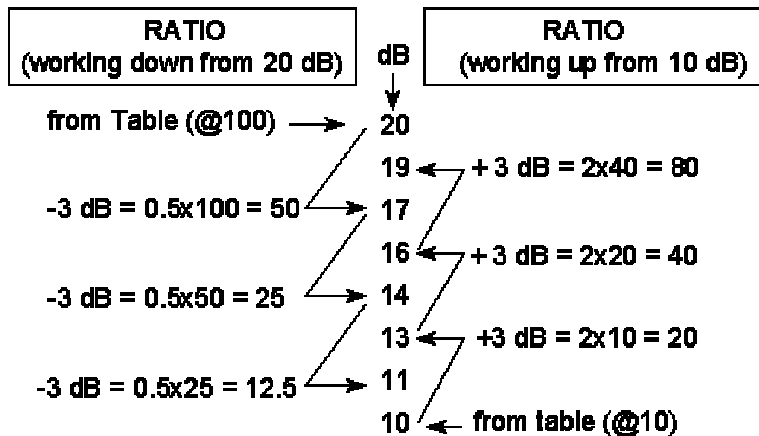 RATIO
(working down from 20 dB)
dB
RATIO
(working up from 10 dB)
from Table (@100)
20
19
+ 3 dB = 2x40 = 80
-3 dB = 0.5x100 = 50
17
16
+ 3 dB = 2x20 = 40
-3 dB = 0.5x50 = 25
14
13
+3 dB = 2x10 = 20
-3 dB = 0.5x25 = 12.5
11
10
from table (@10)